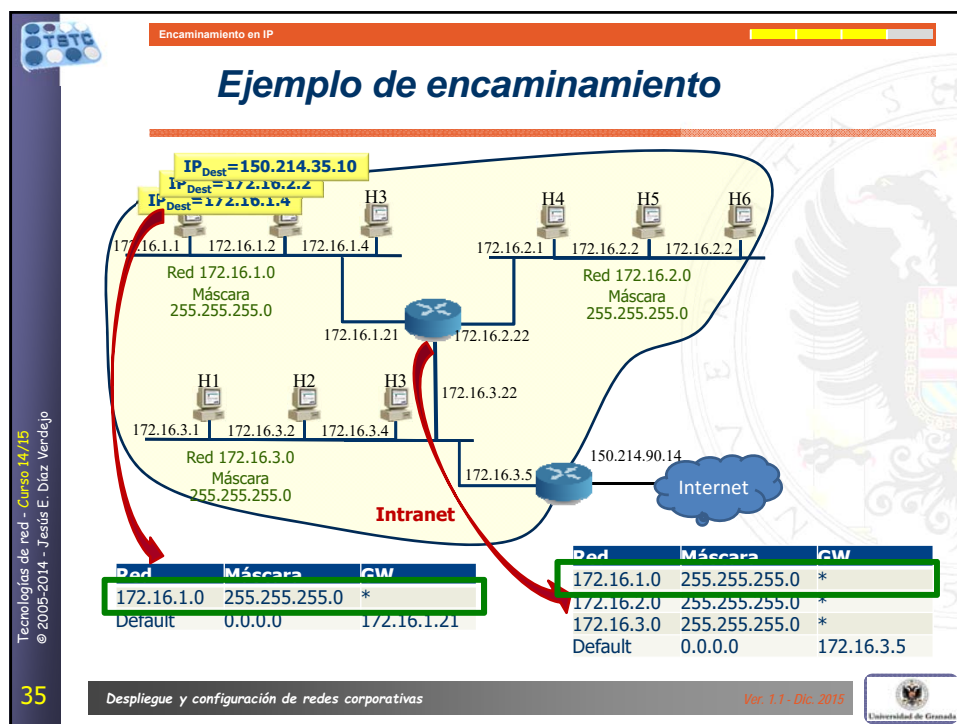 TSTC
Encaminamiento en IP
Ejemplo de encaminamiento
IPDest=150.214.35.10
IPDest=172.16.2.2
IPDest=172.16.1.4
H3
H4
H5
H6
172.16.1.1
172.16.1.2
172.16.1.4
172.16.2.1
172.16.2.2
172.16.2.2
Red 172.16.1.0
Máscara
255.255.255.0
Red 172.16.2.0
Máscara
255.255.255.0
172.16.1.21
172.16.2.22
172.16.3.22
H1
H2
H3
172.16.3.1
172.16.3.2
172.16.3.4
Red 172.16.3.0
Máscara
255.255.255.0
172.16.3.5
150.214.90.14
Internet
Intranet
Red Máscara GW
172.16.1.0 255.255.255.0 *
Default 0.0.0.0 172.16.1.21
Red Máscara GW
172.16.1.0 255.255.255.0 *
172.16.2.0 255.255.255.0 *
172.16.3.0 255.255.255.0 *
Default 0.0.0.0 172.16.3.5
Tecnologías de red - Curso 14/15
© 2005-2014 - Jesús E. Díaz Verdejo
35
Despliegue y configuración de redes corporativas
Ver. 1.1 - Dic. 2015
Universidad de Granada